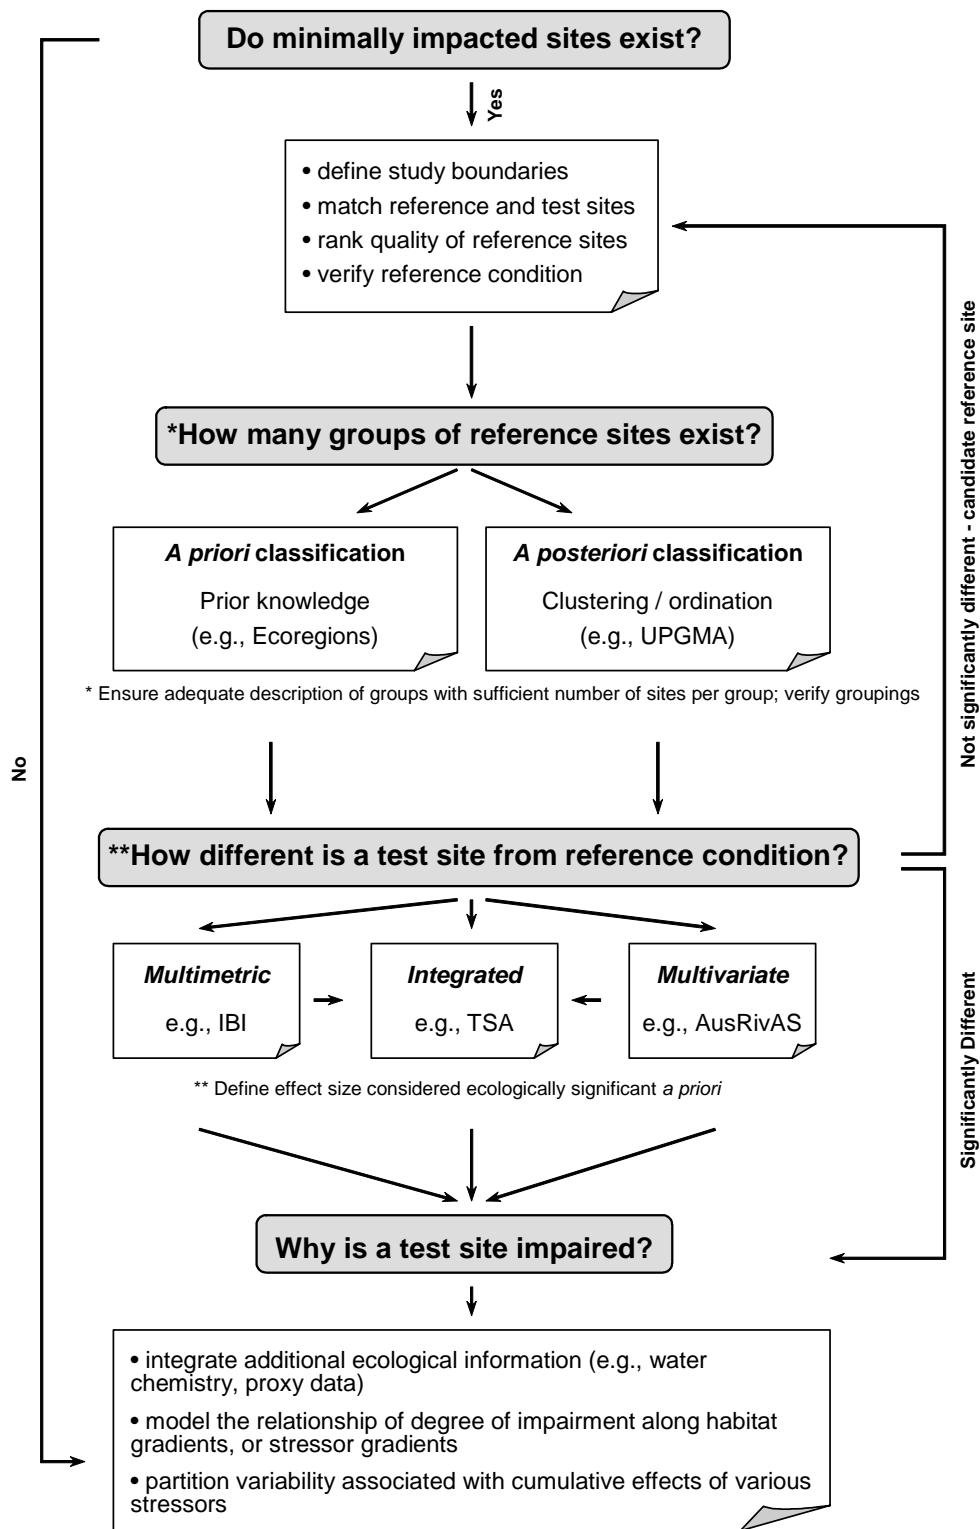 Do minimally impacted sites exist?
Yes
• define study boundaries
• match reference and test sites
• rank quality of reference sites
• verify reference condition
*How many groups of reference sites exist?
A priori classification
Prior knowledge
(e.g., Ecoregions)
A posteriori classification
Clustering / ordination
(e.g., UPGMA)
* Ensure adequate description of groups with sufficient number of sites per group; verify groupings
Not significantly different - candidate reference site
No
**How different is a test site from reference condition?
Multimetric
e.g., IBI
Integrated
e.g., TSA
Multivariate
e.g., AusRivAS
** Define effect size considered ecologically significant a priori
Significantly Different
Why is a test site impaired?
• integrate additional ecological information (e.g., water
chemistry, proxy data)
• model the relationship of degree of impairment along habitat
gradients, or stressor gradients
• partition variability associated with cumulative effects of various
stressors